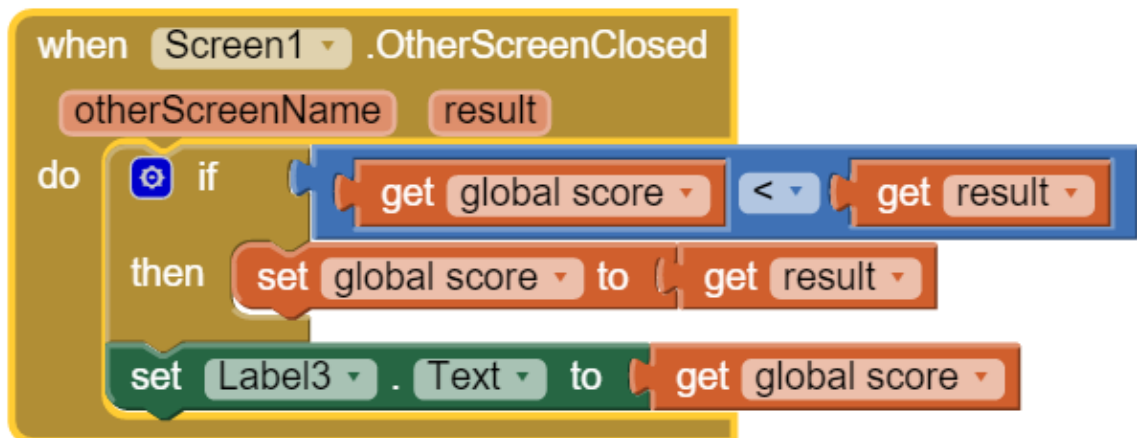 when Screen1 .OtherScreenClosed
otherScreenName result
do if get global score < get result
then set global score to get result
set Label3 . Text to get global score